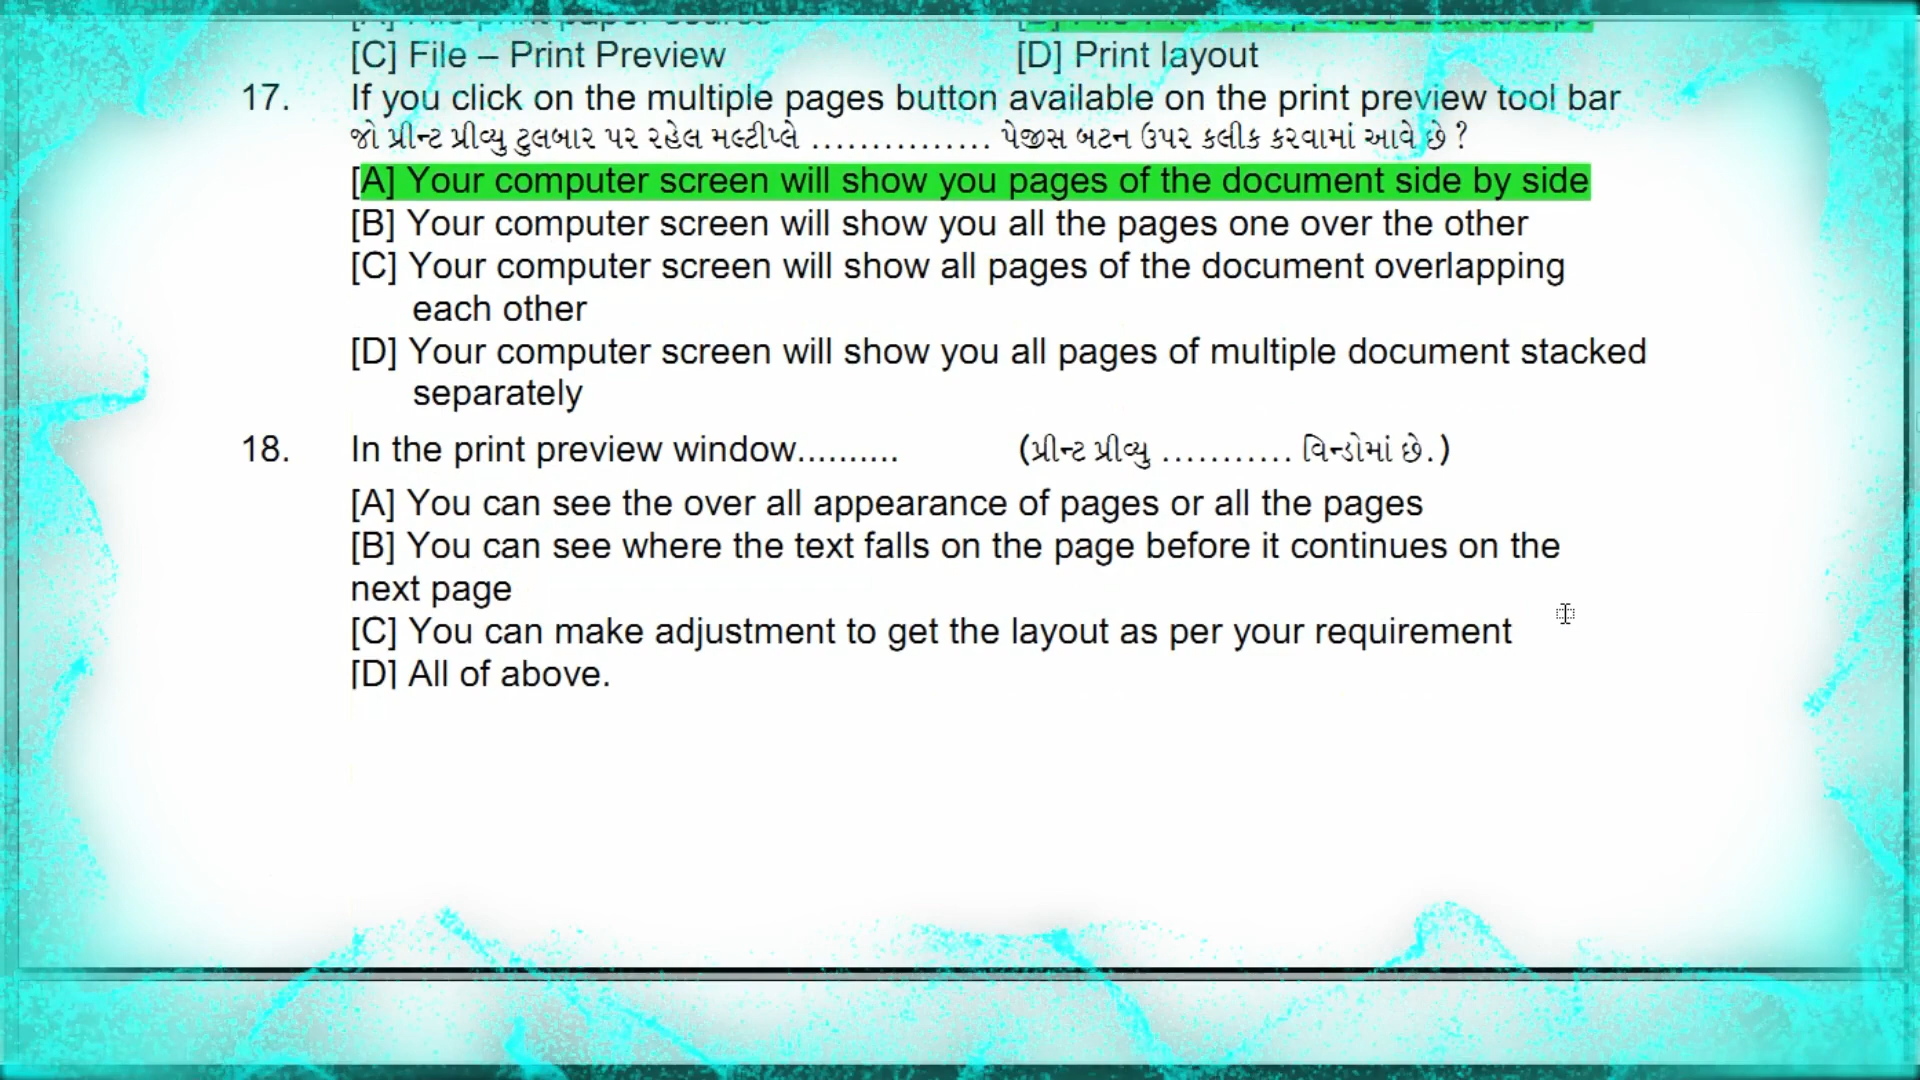 [C] File – Print Preview [D] Print layout
17. If you click on the multiple pages button available on the print preview tool bar
જો પ્રીન્ટ પ્રીવ્યુ ટુલબાર પર રહેલ મલ્ટીપ્લે ............... પેજીસ બટન ઉપર કલીક કરવામાં આવે છે ?
[A] Your computer screen will show you pages of the document side by side
[B] Your computer screen will show you all the pages one over the other
[C] Your computer screen will show all pages of the document overlapping
each other
[D] Your computer screen will show you all pages of multiple document stacked
separately
18. In the print preview window.......... (પ્રીન્ટ પ્રીવ્યુ ........... વિન્ડોમાં છે.)
[A] You can see the over all appearance of pages or all the pages
[B] You can see where the text falls on the page before it continues on the
next page
[C] You can make adjustment to get the layout as per your requirement
[D] All of above.